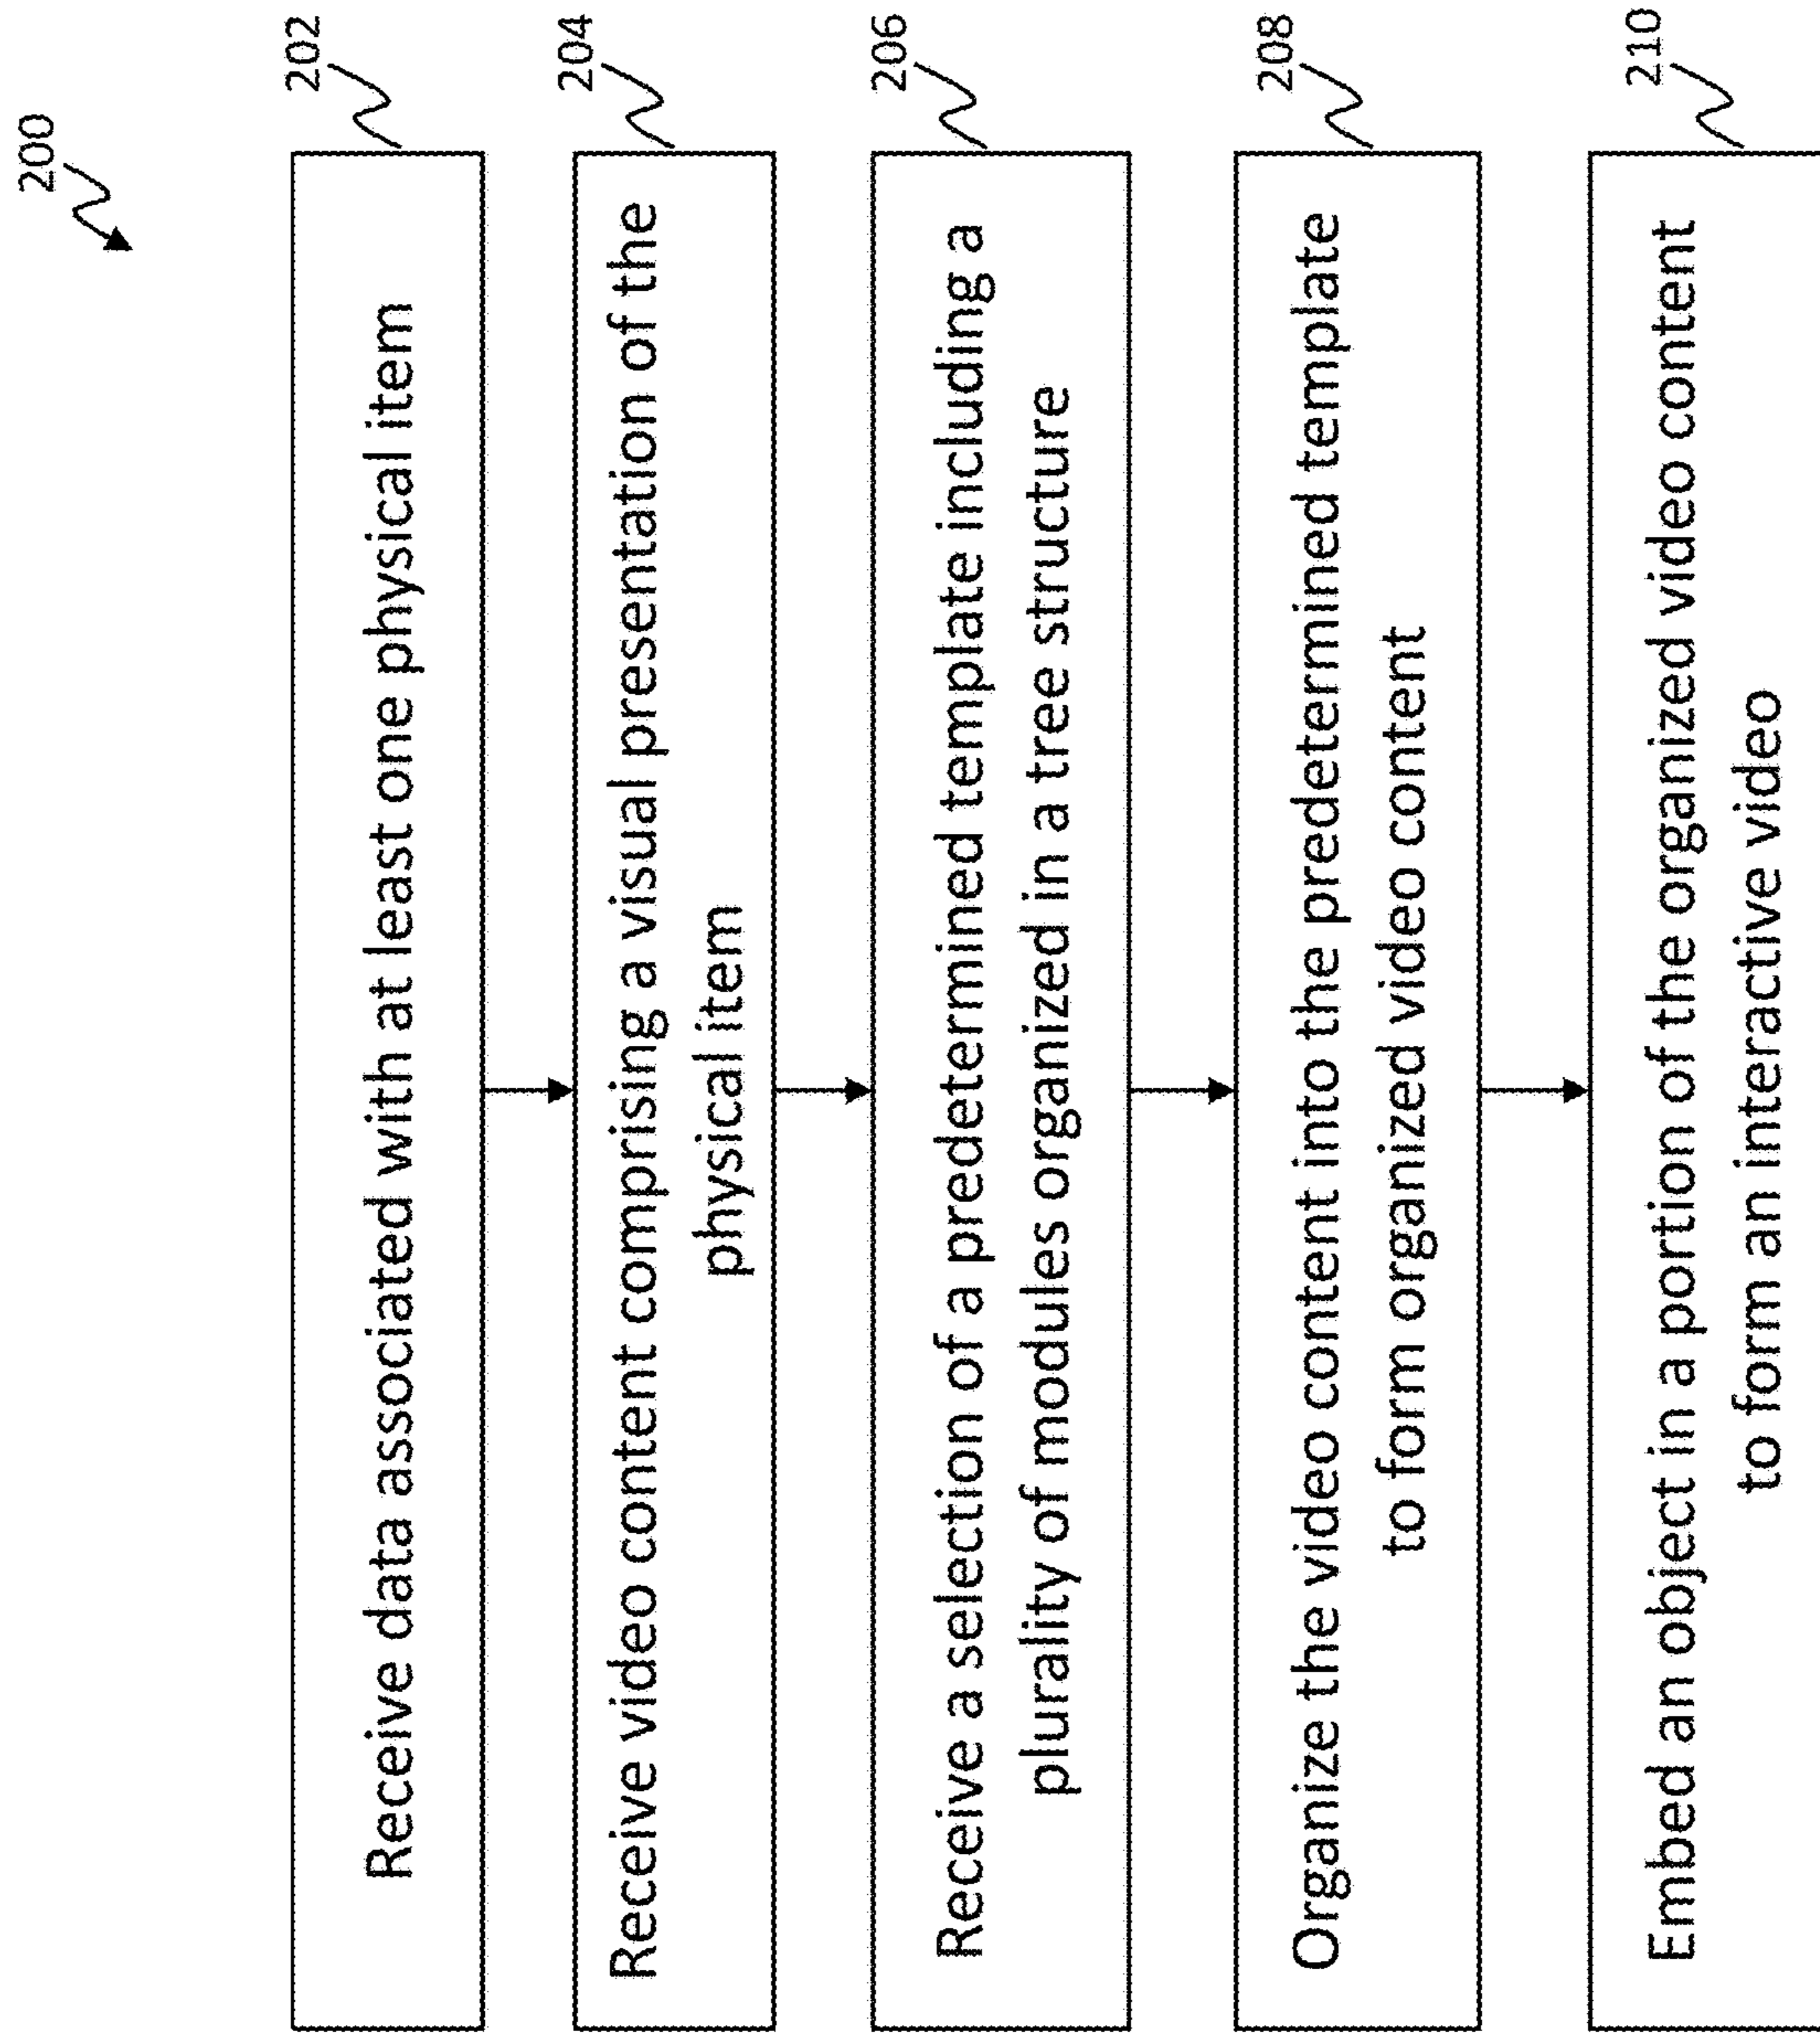 200
202
Receive data associated with at least one physical item
204
Receive video content comprising a visual presentation of the
physical item
206
Receive a selection of a predetermined template including a
plurality of modules organized in a tree structure
208
Organize the video content into the predetermined template
to form organized video content
210
Embed an object in a portion of the organized video content
to form an interactive video